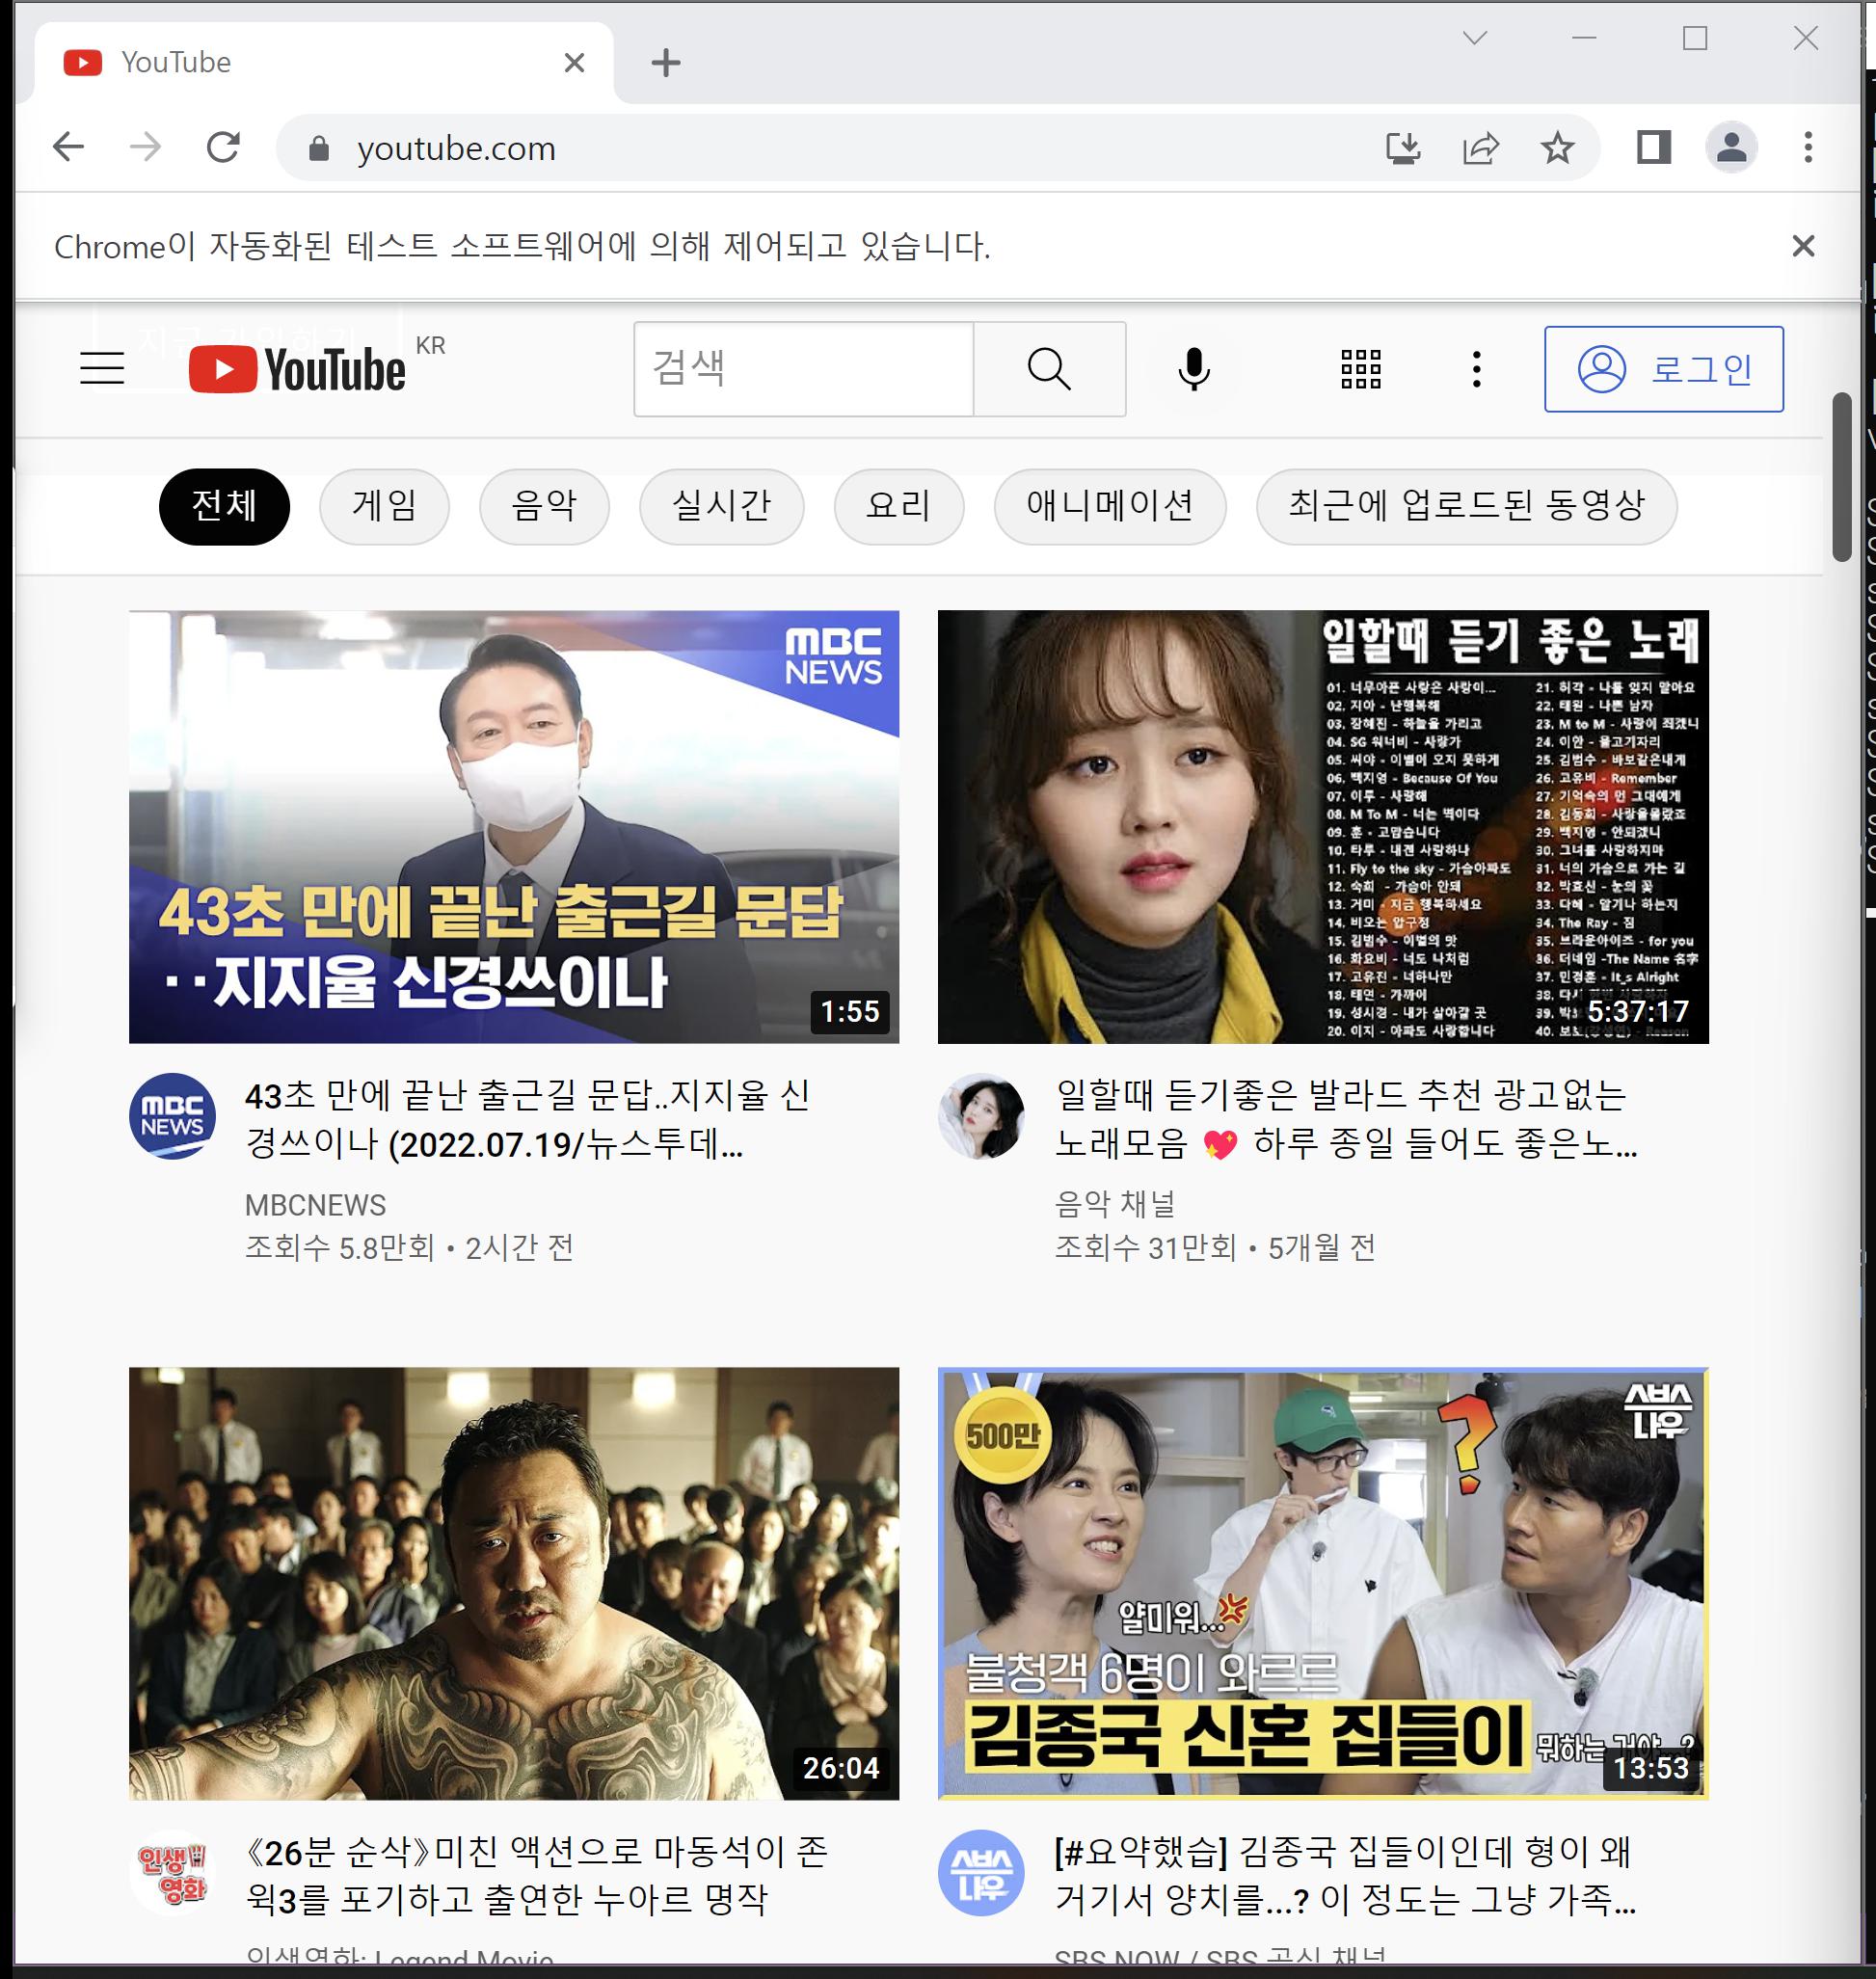 YouTube
youtube.com
Chrome이 자동화된 테스트 소프트웨어에 의해 제어되고 있습니다.
YouTube KR
검색
로그인
전체 게임 음악 실시간 요리 애니메이션 최근에 업로드된 동영상
MBC
NEWS
43초 만에 끝난 출근길 문답
··지지율 신경쓰이나
1:55
일할때 듣기 좋은 노래
01. 너무아픈 사랑은 사랑이...
02. 지아 - 난행복해
03. 장혜진 - 하늘을 가리고
04. SG 워너비 - 사랑가
05. 씨야 - 이별이 오지 못하게
06. 백지영 - Because Of You
07. 이루 - 사랑해
08. M To M - 너는 벽이다
09. 훈 - 고맙습니다
10. 타루 - 내겐 사랑하나
11. Fly to the sky - 가슴아파도
12. 숙희 - 가슴아 안돼
13. 거미 - 지금 행복하세요
14. 비오는 압구정
15. 김범수 - 이별의 맛
16. 화요비 - 너도 나처럼
17. 고유진 - 너하나만
18. 태연 - 가까이
19. 성시경 - 내가 살아갈 곳
20. 이지 - 아파도 사랑합니다
21. 허각 - 나를 잊지 말아요
22. 태원 - 나쁜 남자
23. M to M - 사랑이 죄겠니
24. 이안 - 물고기자리
25. 김범수 - 바보같은내게
26. 고유비 - Remember
27. 기억속의 먼 그대에게
28. 김동희 - 사랑을몰랐죠
29. 백지영 - 안되겠니
30. 그녀를 사랑하지마
31. 너의 가슴으로 가는 길
32. 박효신 - 눈의 꽃
33. 다혜 - 알기나 하는지
34. The Ray - 짐
35. 브라운아이즈 - for you
36. 더네임 -The Name 名字
37. 민경훈 - It_s Alright
38.
39.
40.
5:37:17
MBC
NEWS
43초 만에 끝난 출근길 문답..지지율 신
경쓰이나 (2022.07.19/뉴스투데...
MBCNEWS
조회수 5.8만회 • 2시간 전
일할때 듣기좋은 발라드 추천 광고없는
노래모음 💖 하루 종일 들어도 좋은노...
음악 채널
조회수 31만회 • 5개월 전
26:04
500만
스브스
나우
얄미워...
불청객 6명이 와르르
김종국 신혼 집들이
뭐하는 거야...?
13:53
인생
영화
《26분 순삭》미친 액션으로 마동석이 존
윅3를 포기하고 출연한 누아르 명작
인생영화: Legend Movie
스브스
나우
[#요약했습] 김종국 집들이인데 형이 왜
거기서 양치를...? 이 정도는 그냥 가족...
SBS NOW / SBS 공식 채널